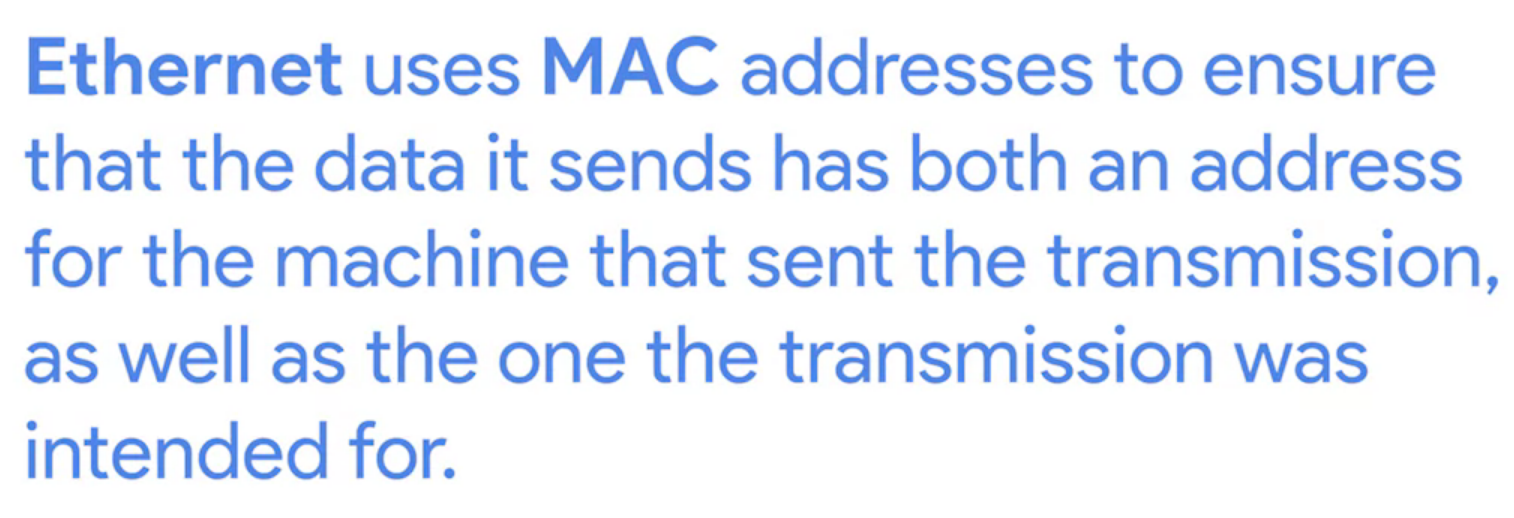 Ethernet uses MAC addresses to ensure
that the data it sends has both an address
for the machine that sent the transmission,
as well as the one the transmission was
intended for.